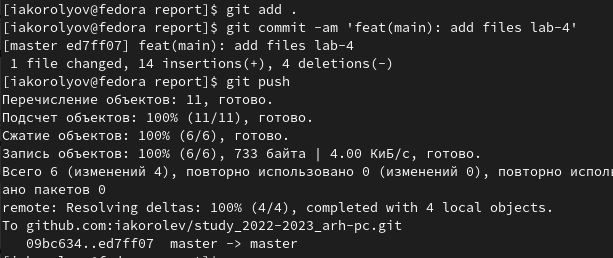 [iakorolyov@fedora report]$ git add .
[iakorolyov@fedora report]$ git commit -am 'feat(main): add files lab-4'
[master ed7ff07] feat(main): add files lab-4
 1 file changed, 14 insertions(+), 4 deletions(-)
[iakorolyov@fedora report]$ git push
Перечисление объектов: 11, готово.
Подсчет объектов: 100% (11/11), готово.
Сжатие объектов: 100% (6/6), готово.
Запись объектов: 100% (6/6), 733 байта | 4.00 КиБ/с, готово.
Всего 6 (изменений 4), повторно использовано 0 (изменений 0), повторно исполь
ано пакетов 0
remote: Resolving deltas: 100% (4/4), completed with 4 local objects.
To github.com:iakorolev/study_2022-2023_arh-pc.git
   09bc634..ed7ff07  master -> master